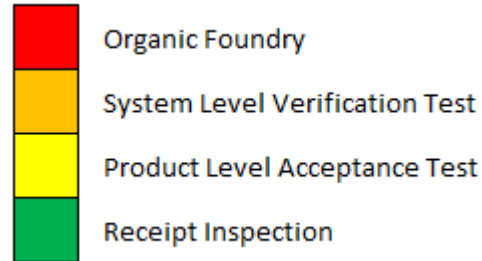 Organic Foundry
System Level Verification Test
Product Level Acceptance Test
Receipt Inspection